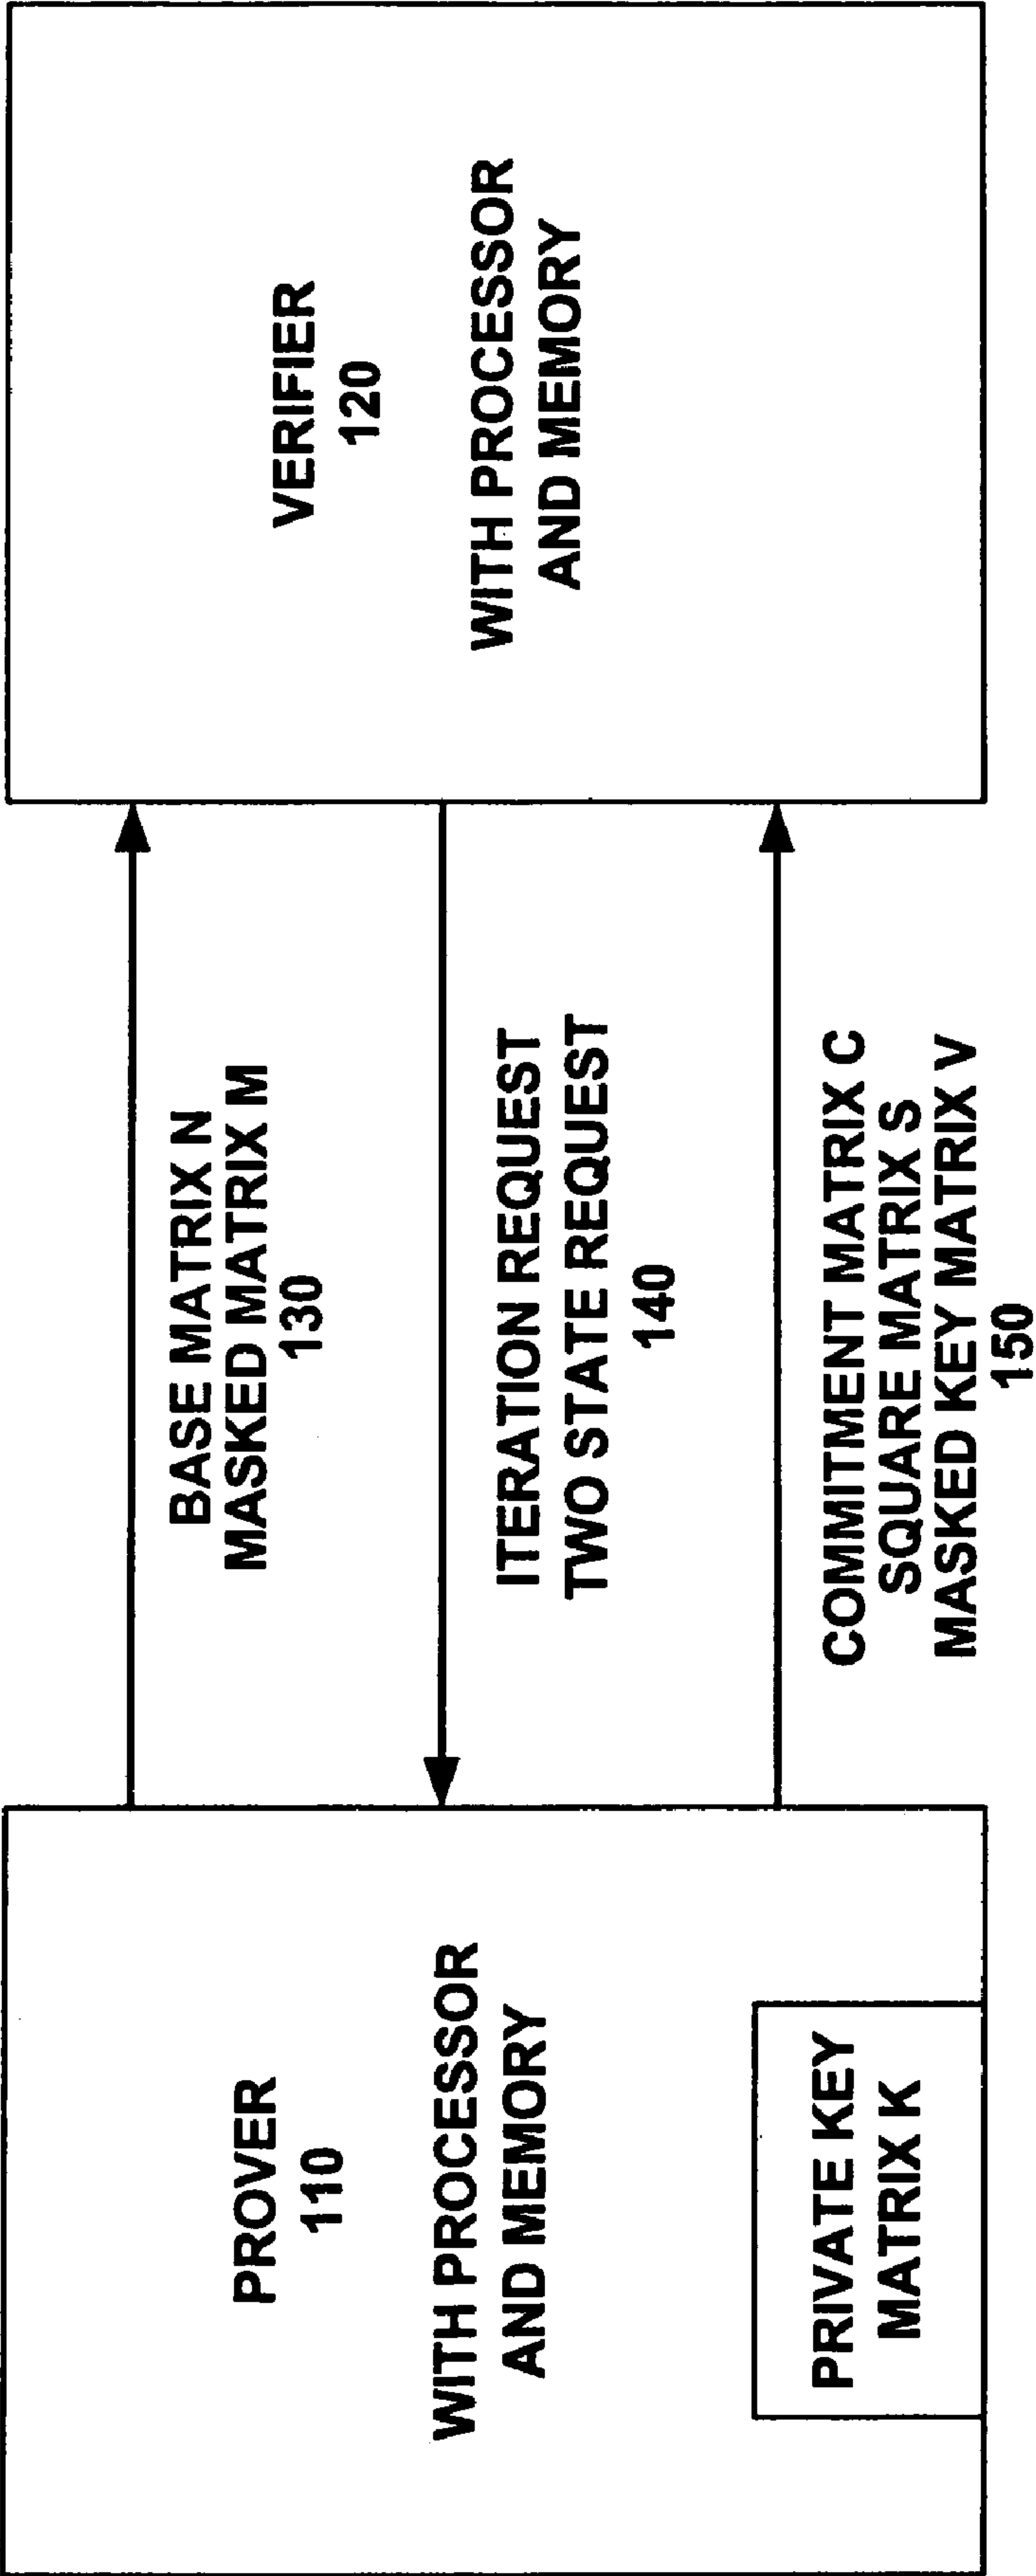 PROVER
110
WITH PROCESSOR
AND MEMORY
PRIVATE KEY
MATRIX K
BASE MATRIX N
MASKED MATRIX M
130
ITERATION REQUEST
TWO STATE REQUEST
140
COMMITMENT MATRIX C
SQUARE MATRIX S
MASKED KEY MATRIX V
150
VERIFIER
120
WITH PROCESSOR
AND MEMORY